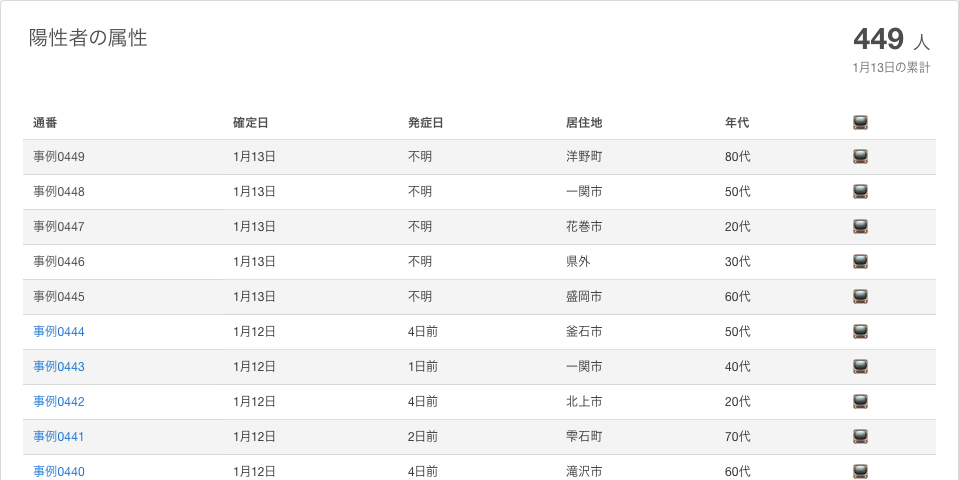 陽性者の属性
449 人
1月13日の累計
通番 確定日 発症日 居住地 年代
事例0449 1月13日 不明 洋野町 80代
事例0448 1月13日 不明 一関市 50代
事例0447 1月13日 不明 花巻市 20代
事例0446 1月13日 不明 県外 30代
事例0445 1月13日 不明 盛岡市 60代
事例0444 1月12日 4日前 釜石市 50代
事例0443 1月12日 1日前 一関市 40代
事例0442 1月12日 4日前 北上市 20代
事例0441 1月12日 2日前 雫石町 70代
事例0440 1月12日 4日前 滝沢市 60代